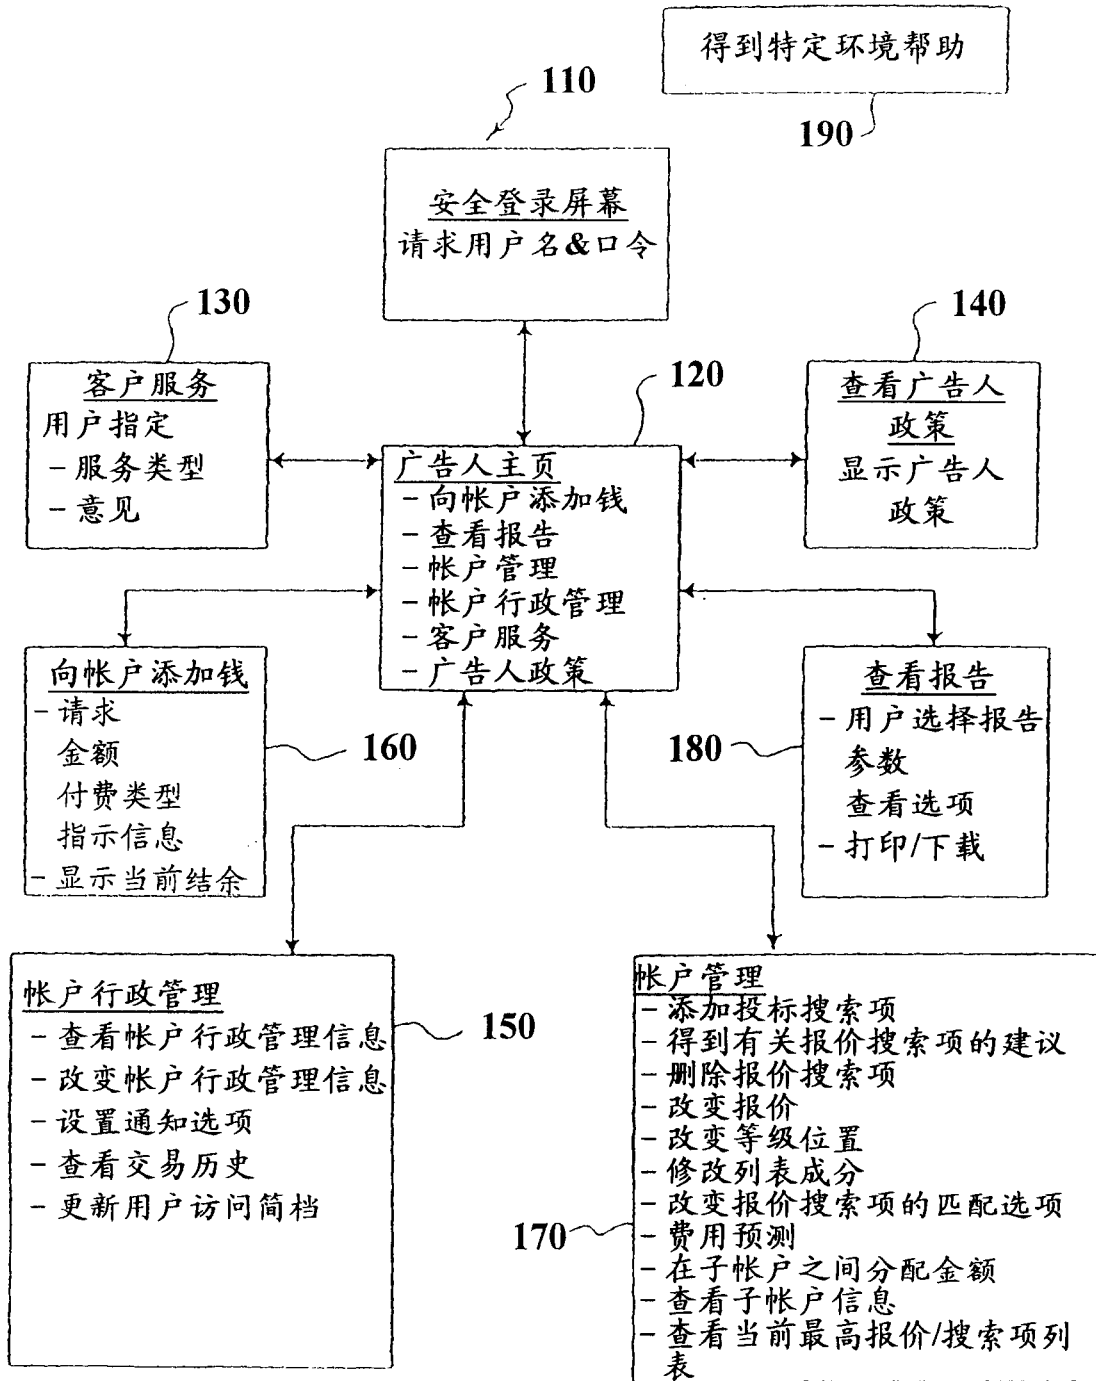 得到特定环境帮助
190
110
安全登录屏幕
请求用户名&口令
130
客户服务
用户指定
－服务类型
－意见
140
查看广告人
政策
显示广告人
政策
120
广告人主页
－向帐户添加钱
－查看报告
－帐户管理
－帐户行政管理
－客户服务
－广告人政策
向帐户添加钱
－请求
金额
付费类型
指示信息
－显示当前结余
160
180
查看报告
－用户选择报告
参数
查看选项
－打印/下载
帐户行政管理
－查看帐户行政管理信息
－改变帐户行政管理信息
－设置通知选项
－查看交易历史
－更新用户访问简档
150
170
帐户管理
－添加投标搜索项
－得到有关报价搜索项的建议
－删除报价搜索项
－改变报价
－改变等级位置
－修改列表成分
－改变报价搜索项的匹配选项
－费用预测
－在子帐户之间分配金额
－查看子帐户信息
－查看当前最高报价/搜索项列
表